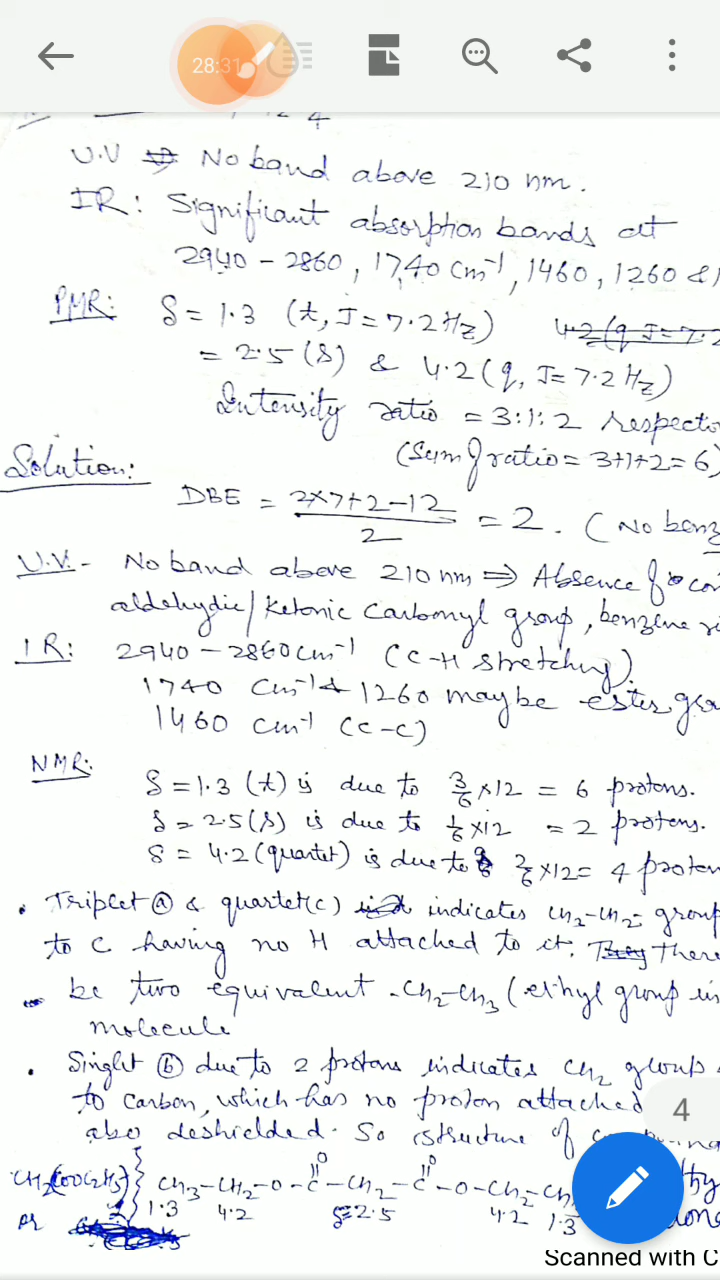 28:31
U.V ⇒ No band above 210 nm.
IR: Significant absorption bands at
2940 - 2860, 1740 cm⁻¹, 1460, 1260 &
PMR: δ = 1.3 (t, J = 7.2 Hz) 4.2 (q J = 7.2
= 2.5 (s) & 4.2 (q, J = 7.2 Hz)
Intensity ratio = 3:1:2 respecti
(Sum of ratio = 3+1+2 = 6)
Solution:
DBE = 2×7+2-12 / 2 = 2. (No benz
U.V. - No band above 210 nm ⇒ Absence of con
aldehydic/Ketonic Carbonyl group, benzene ri
IR: 2940 - 2860 cm⁻¹ (C-H stretching).
1740 cm⁻¹ & 1260 maybe ester gro
1460 cm⁻¹ (C-C)
NMR:
δ = 1.3 (t) is due to 3/6 × 12 = 6 protons.
δ = 2.5 (s) is due to 1/6 × 12 = 2 protons.
δ = 4.2 (quartet) is due to 2/6 × 12 = 4 proton
• Triplet (a) & quartet (c) indicates CH₃-CH₂- group
to C having no H attached to it. There
be two equivalent -CH₂-CH₃ (ethyl group in
molecule
• Singlet (b) due to 2 protons indicates CH₂ group
to carbon, which has no proton attached
also deshielded. So structure of
4
CH₂(COOC₂H₅)₂ } CH₃-CH₂-O-C(=O)-CH₂-C(=O)-O-CH₂-CH
or 1.3 4.2 δ=2.5 4.2 1.3
Scanned with C